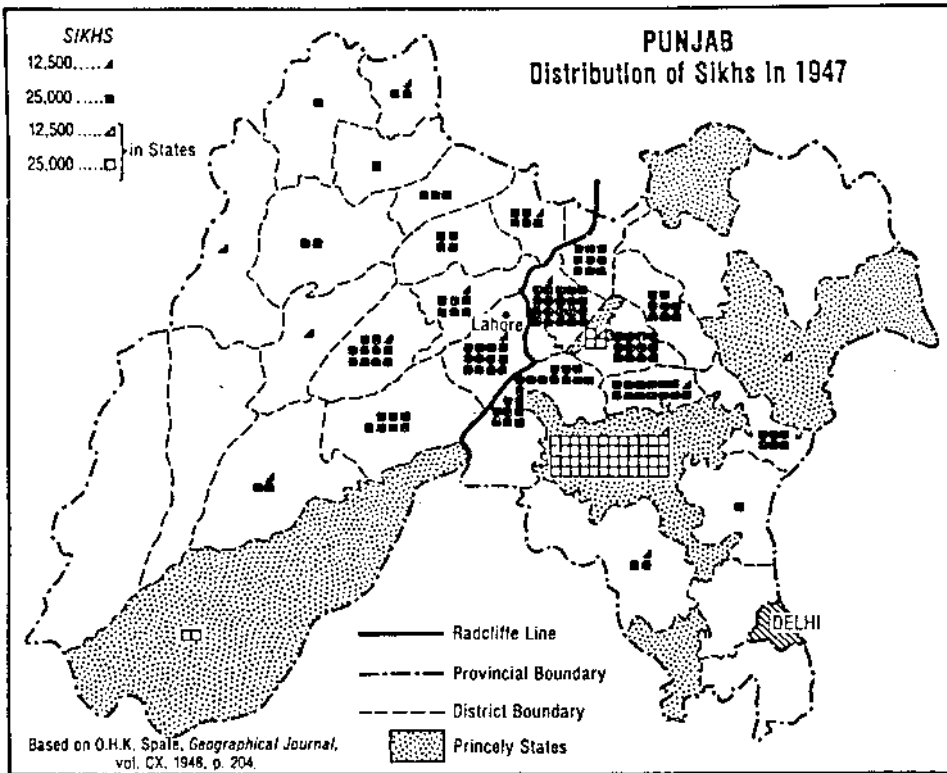 PUNJAB
Distribution of Sikhs in 1947
SIKHS
12,500.....
25,000.....
12,500.....
25,000.....
in States
Lahore
DELHI
Radcliffe Line
Provincial Boundary
District Boundary
Princely States
Based on O.H.K. Spate, Geographical Journal,
vol. CX, 1948, p. 204.